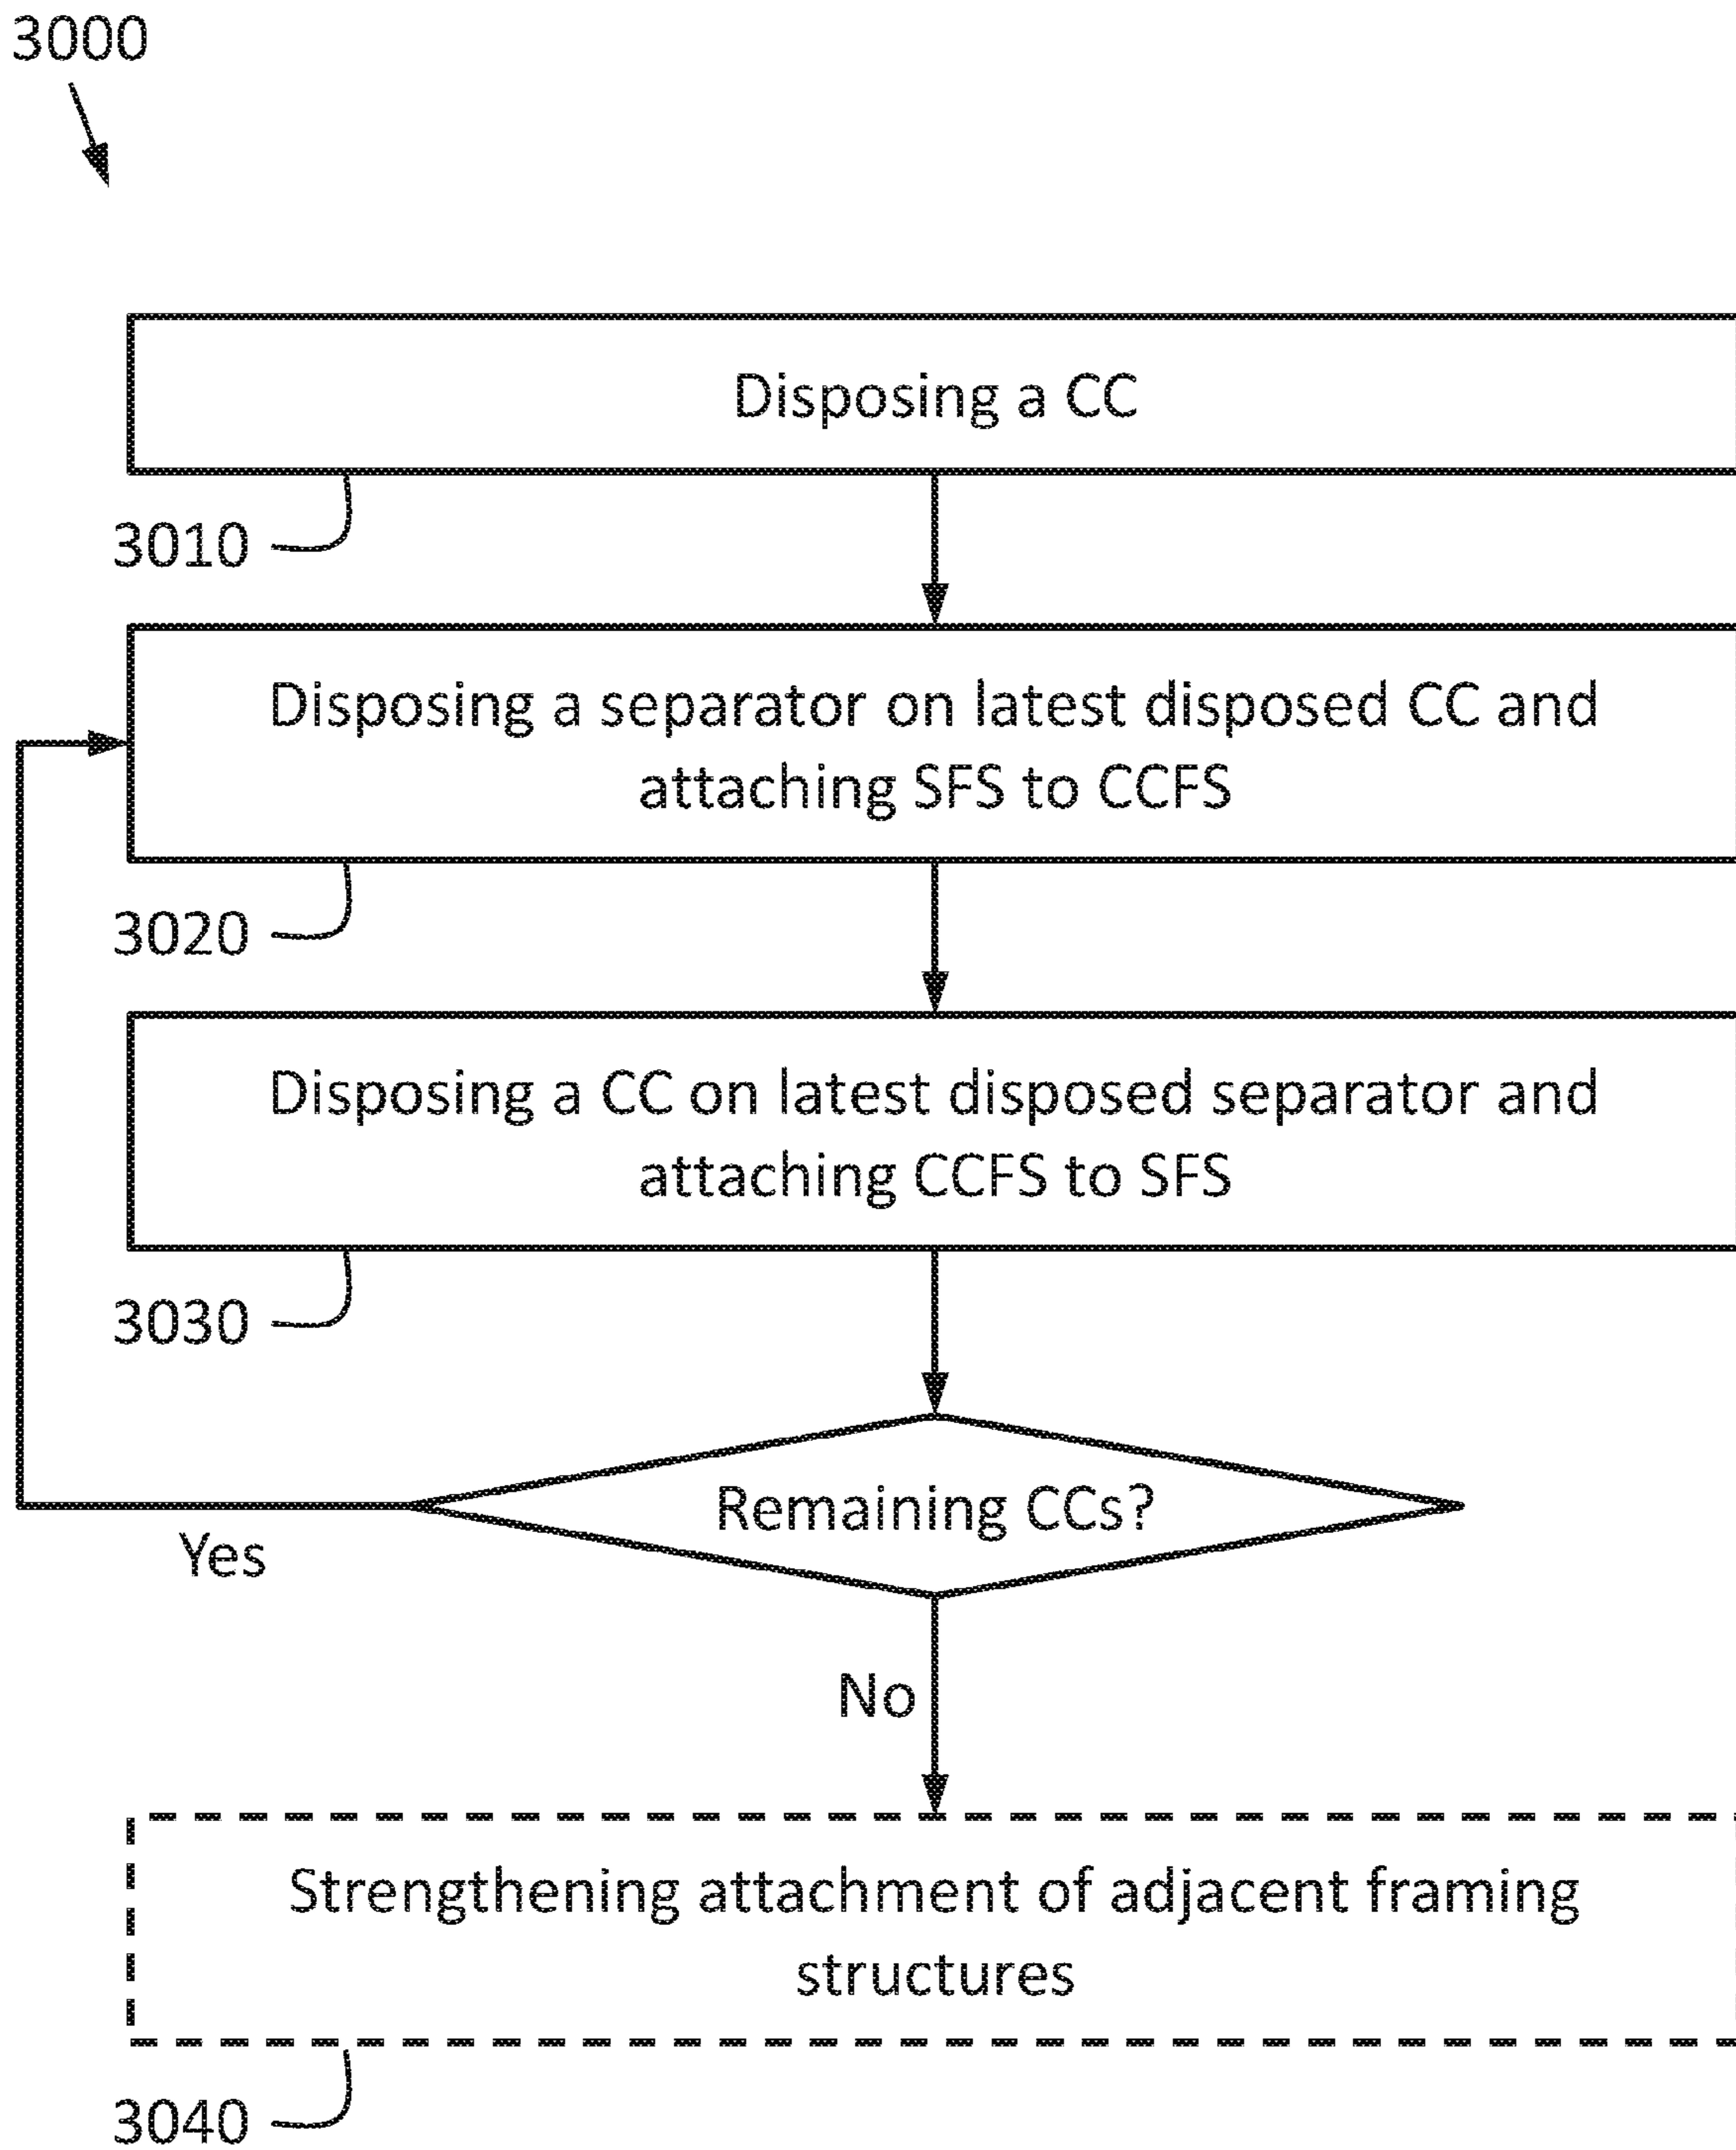 3000
Disposing a CC
3010
Disposing a separator on latest disposed CC and
attaching SFS to CCFS
3020
Disposing a CC on latest disposed separator and
attaching CCFS to SFS
3030
Remaining CCs?
Yes
No
Strengthening attachment of adjacent framing
structures
3040